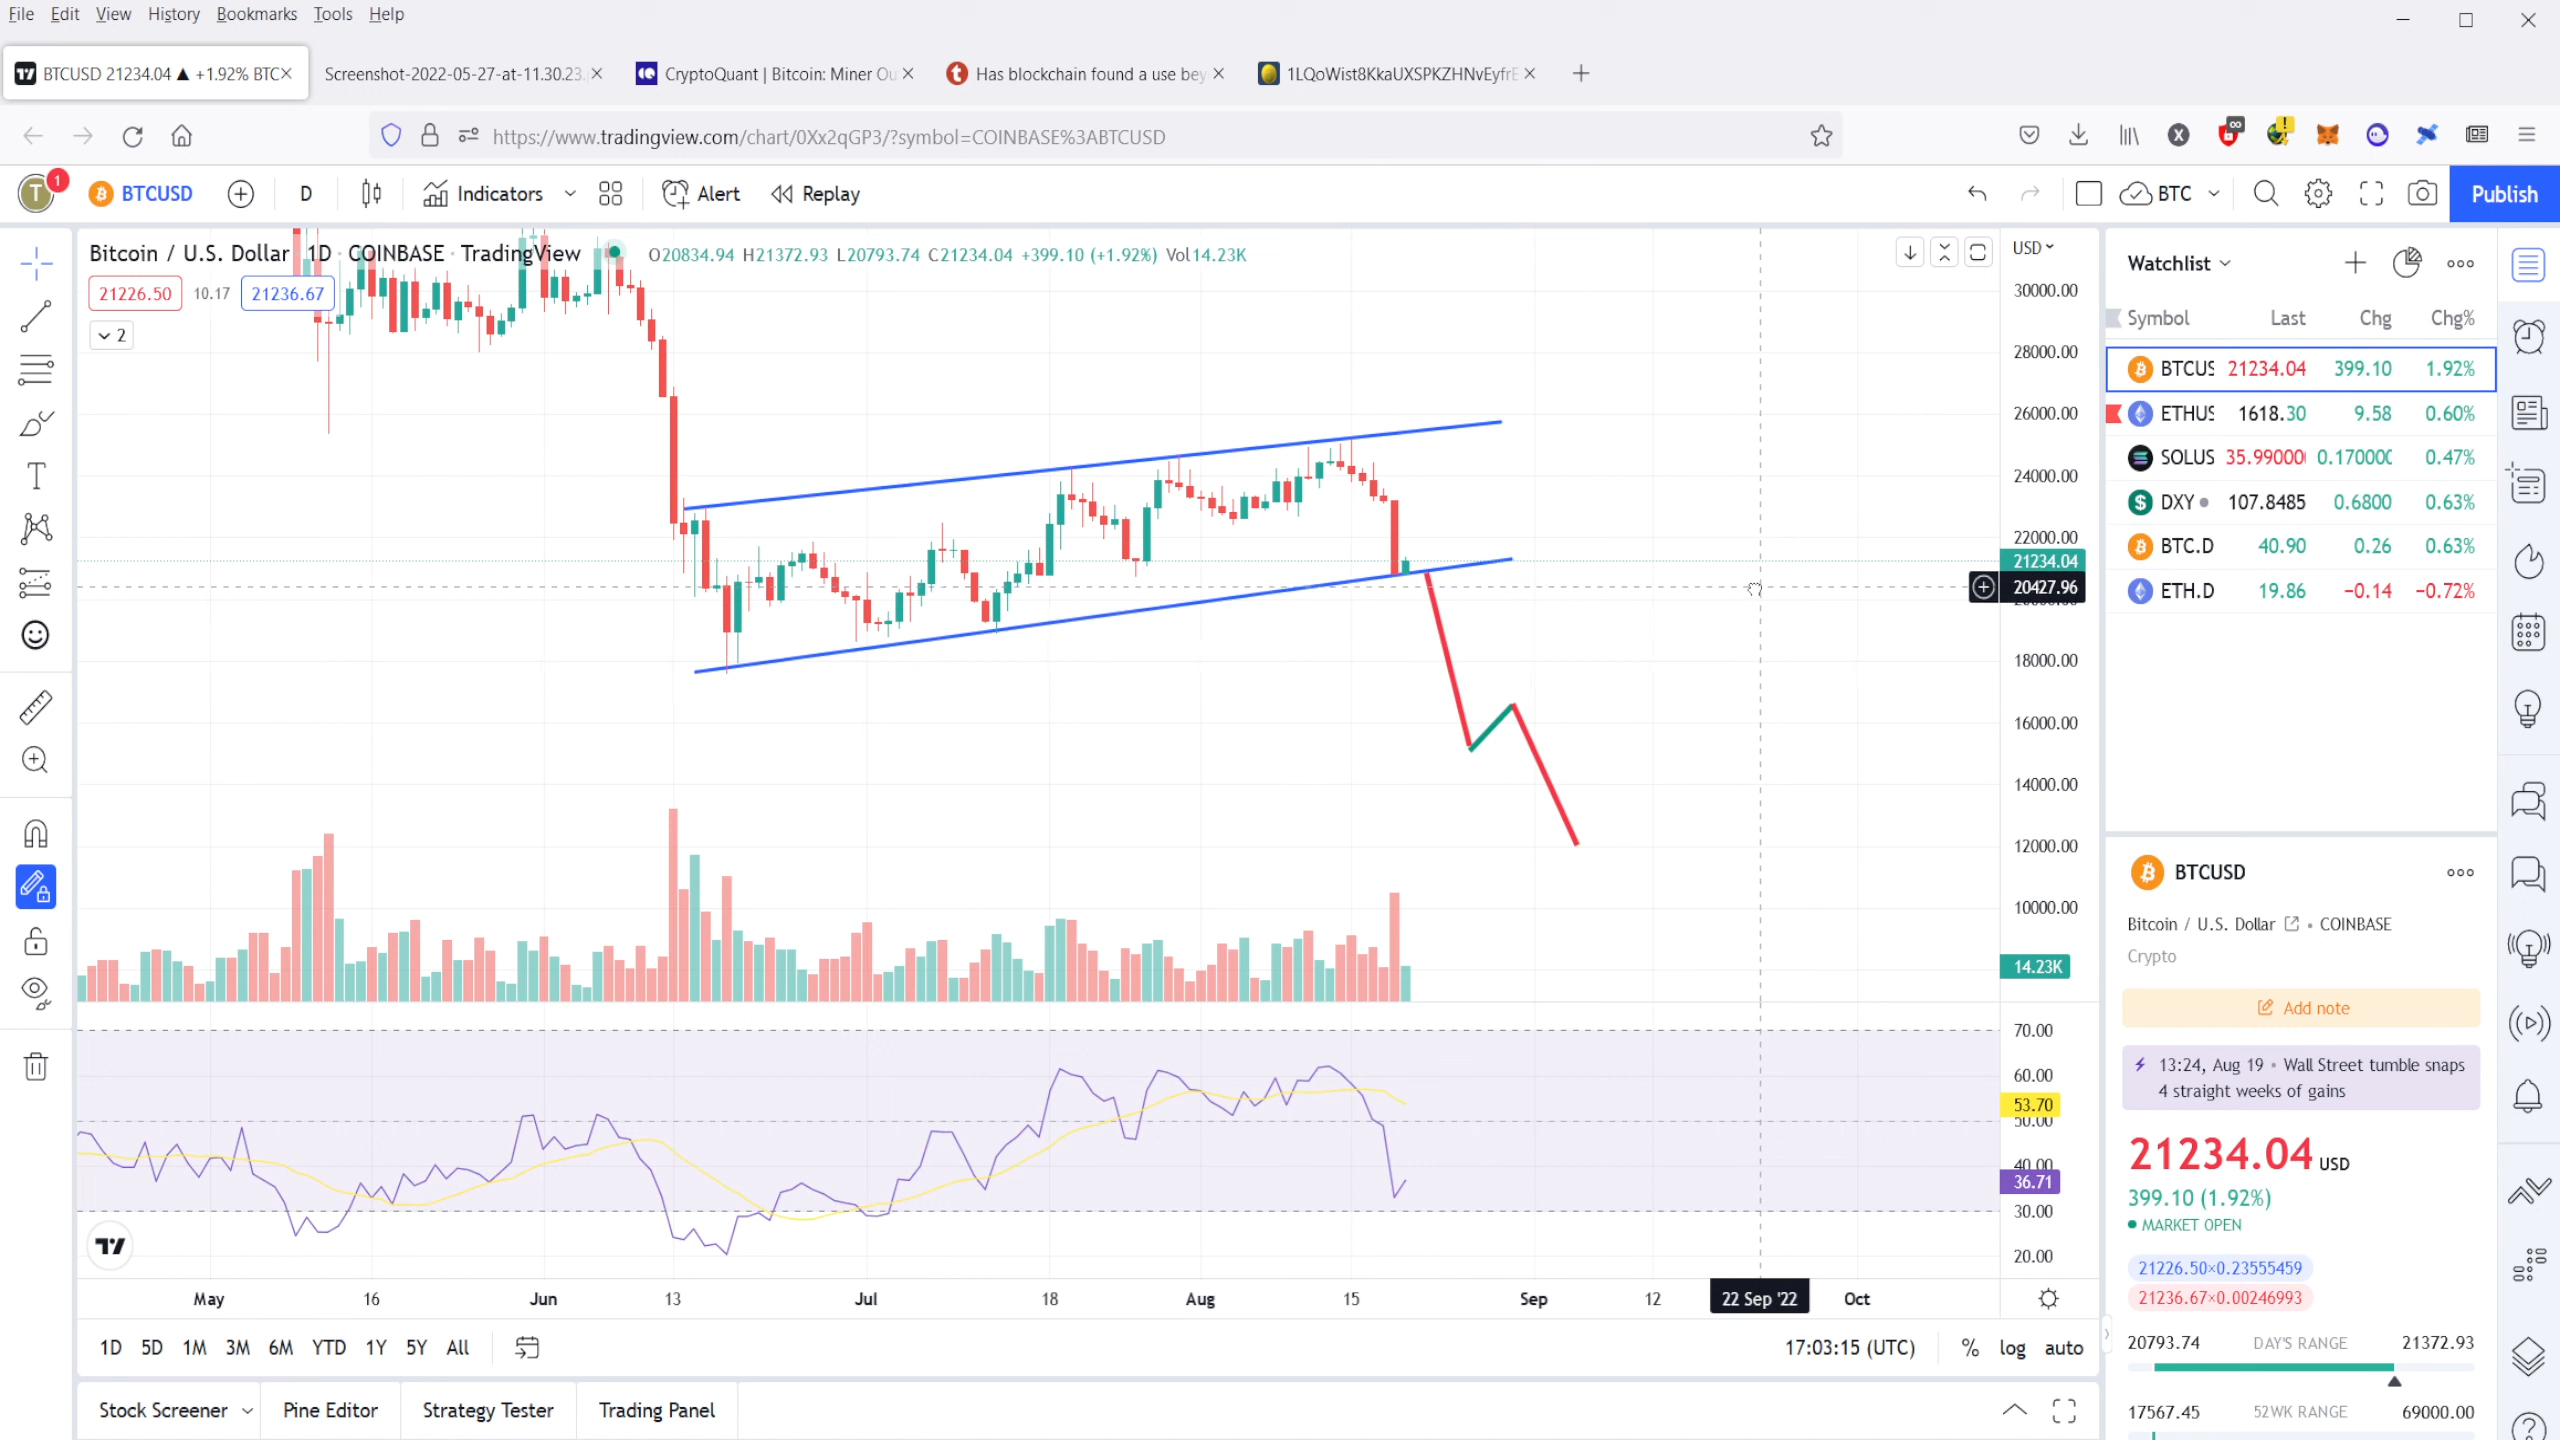 File Edit View History Bookmarks Tools Help
BTCUSD 21234.04 ▲ +1.92% BTC
Screenshot-2022-05-27-at-11.30.23.
CryptoQuant | Bitcoin: Miner Ou
Has blockchain found a use bey
1LQoWist8KkaUXSPKZHNvEyfrE
https://www.tradingview.com/chart/0Xx2qGP3/?symbol=COINBASE%3ABTCUSD
T 1 BTCUSD D Indicators Alert Replay BTC Publish
Bitcoin / U.S. Dollar 1D · COINBASE · TradingView O20834.94 H21372.93 L20793.74 C21234.04 +399.10 (+1.92%) Vol14.23K
21226.50 10.17 21236.67
2
USD
30000.00
28000.00
26000.00
24000.00
22000.00
21234.04
20427.96
18000.00
16000.00
14000.00
12000.00
10000.00
14.23K
70.00
60.00
53.70
50.00
40.00
36.71
30.00
20.00
May 16 Jun 13 Jul 18 Aug 15 Sep 12 22 Sep '22 Oct
1D 5D 1M 3M 6M YTD 1Y 5Y All
17:03:15 (UTC) % log auto
Stock Screener Pine Editor Strategy Tester Trading Panel
Watchlist
Symbol Last Chg Chg%
BTCUS 21234.04 399.10 1.92%
ETHUS 1618.30 9.58 0.60%
SOLUS 35.99000 0.170000 0.47%
DXY 107.8485 0.6800 0.63%
BTC.D 40.90 0.26 0.63%
ETH.D 19.86 −0.14 −0.72%
BTCUSD
Bitcoin / U.S. Dollar • COINBASE
Crypto
Add note
13:24, Aug 19 • Wall Street tumble snaps
4 straight weeks of gains
21234.04 USD
399.10 (1.92%)
MARKET OPEN
21226.50×0.23555459
21236.67×0.00246993
20793.74 DAY'S RANGE 21372.93
17567.45 52WK RANGE 69000.00